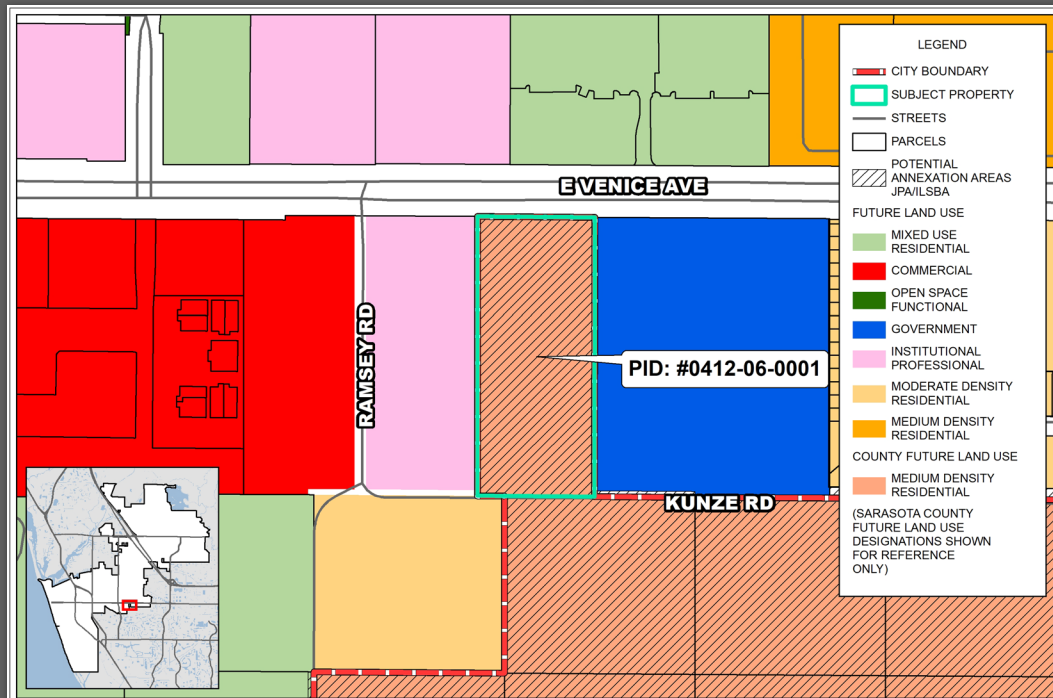 E VENICE AVE
RAMSEY RD
PID: #0412-06-0001
KUNZE RD
LEGEND
CITY BOUNDARY
SUBJECT PROPERTY
STREETS
PARCELS
POTENTIAL
ANNEXATION AREAS
JPA/ILSBA
FUTURE LAND USE
MIXED USE
RESIDENTIAL
COMMERCIAL
OPEN SPACE
FUNCTIONAL
GOVERNMENT
INSTITUTIONAL
PROFESSIONAL
MODERATE DENSITY
RESIDENTIAL
MEDIUM DENSITY
RESIDENTIAL
COUNTY FUTURE LAND USE
MEDIUM DENSITY
RESIDENTIAL
(SARASOTA COUNTY
FUTURE LAND USE
DESIGNATIONS SHOWN
FOR REFERENCE
ONLY)